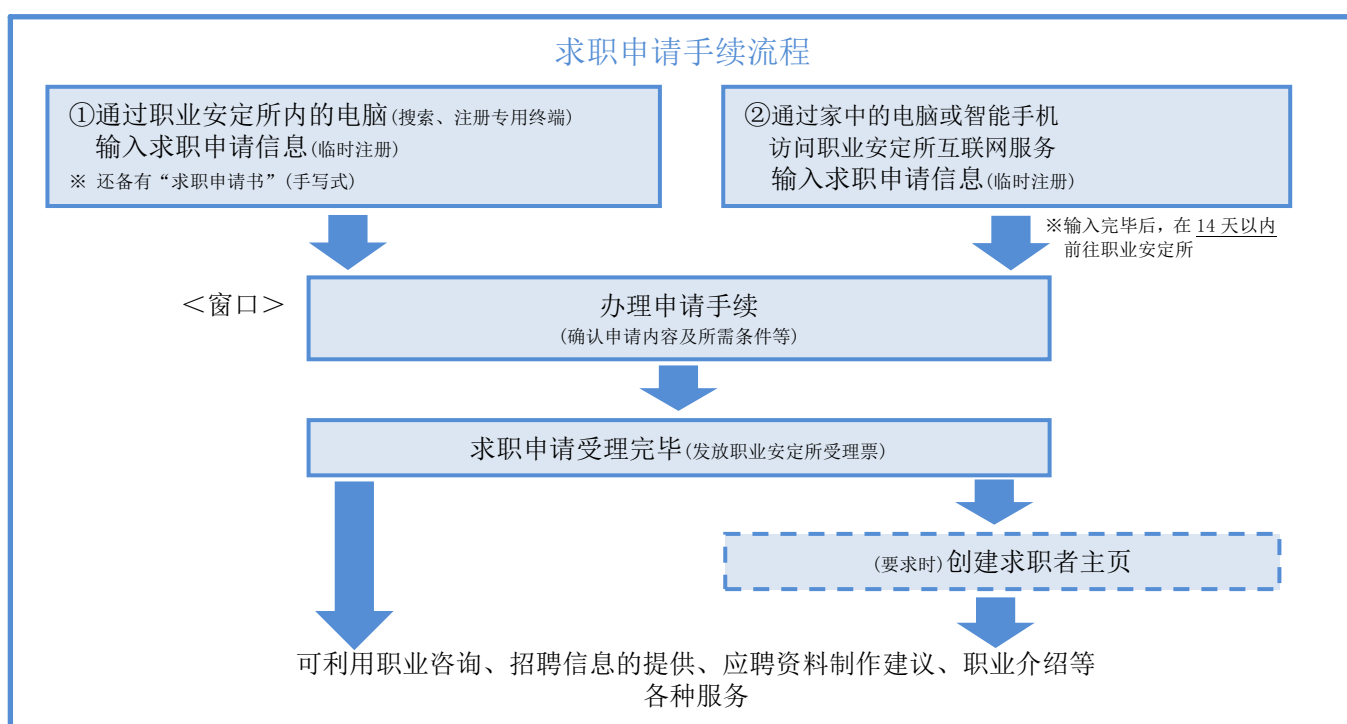 求职申请手续流程
①通过职业安定所内的电脑(搜索、注册专用终端)
输入求职申请信息(临时注册)
※ 还备有“求职申请书”(手写式)
②通过家中的电脑或智能手机
访问职业安定所互联网服务
输入求职申请信息(临时注册)
※输入完毕后，在 14 天以内
前往职业安定所
＜窗口＞
办理申请手续
(确认申请内容及所需条件等)
求职申请受理完毕(发放职业安定所受理票)
(要求时)创建求职者主页
可利用职业咨询、招聘信息的提供、应聘资料制作建议、职业介绍等
各种服务